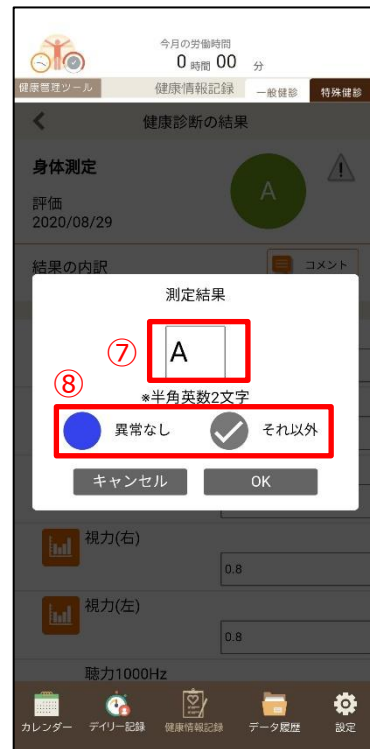 今月の労働時間
0 時間 00 分
健康管理ツール 健康情報記録 一般健診 特殊健診
健康診断の結果
身体測定
A
評価
2020/08/29
結果の内訳 コメント
測定結果
⑦ A
⑧
*半角英数2文字
異常なし それ以外
キャンセル OK
視力(右)
0.8
視力(左)
0.8
聴力1000Hz
カレンダー デイリー記録 健康情報記録 データ履歴 設定